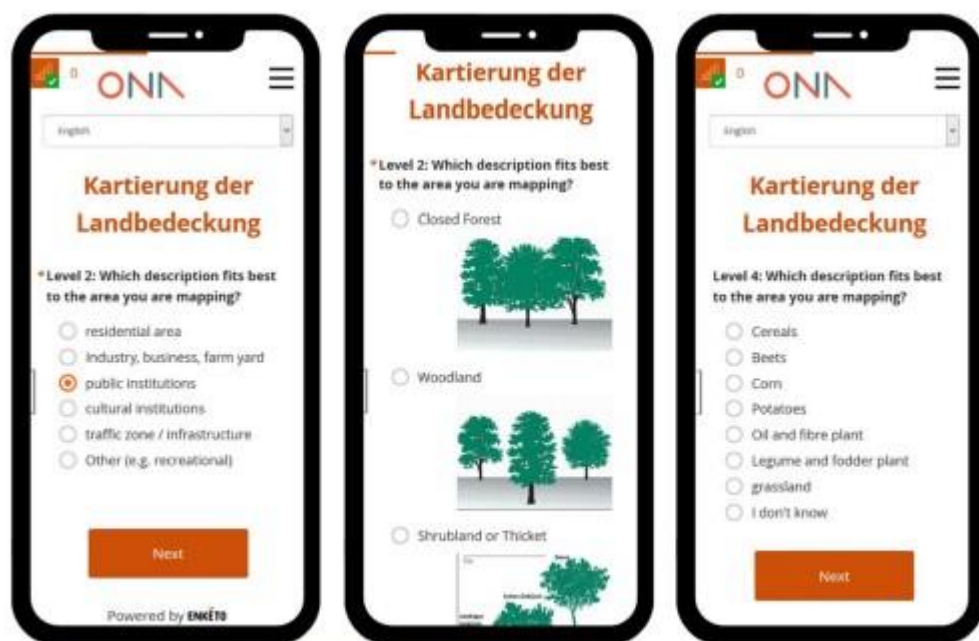 0
ONA
English
Kartierung der
Landbedeckung
*Level 2: Which description fits best
to the area you are mapping?
residential area
Industry, business, farm yard
public institutions
cultural institutions
traffic zone / infrastructure
Other (e.g. recreational)
Next
Powered by ENKETO
Kartierung der
Landbedeckung
*Level 2: Which description fits best
to the area you are mapping?
Closed Forest
Woodland
Shrubland or Thicket
0
ONA
English
Kartierung der
Landbedeckung
Level 4: Which description fits best
to the area you are mapping?
Cereals
Beets
Corn
Potatoes
Oil and fibre plant
Legume and fodder plant
grassland
I don't know
Next